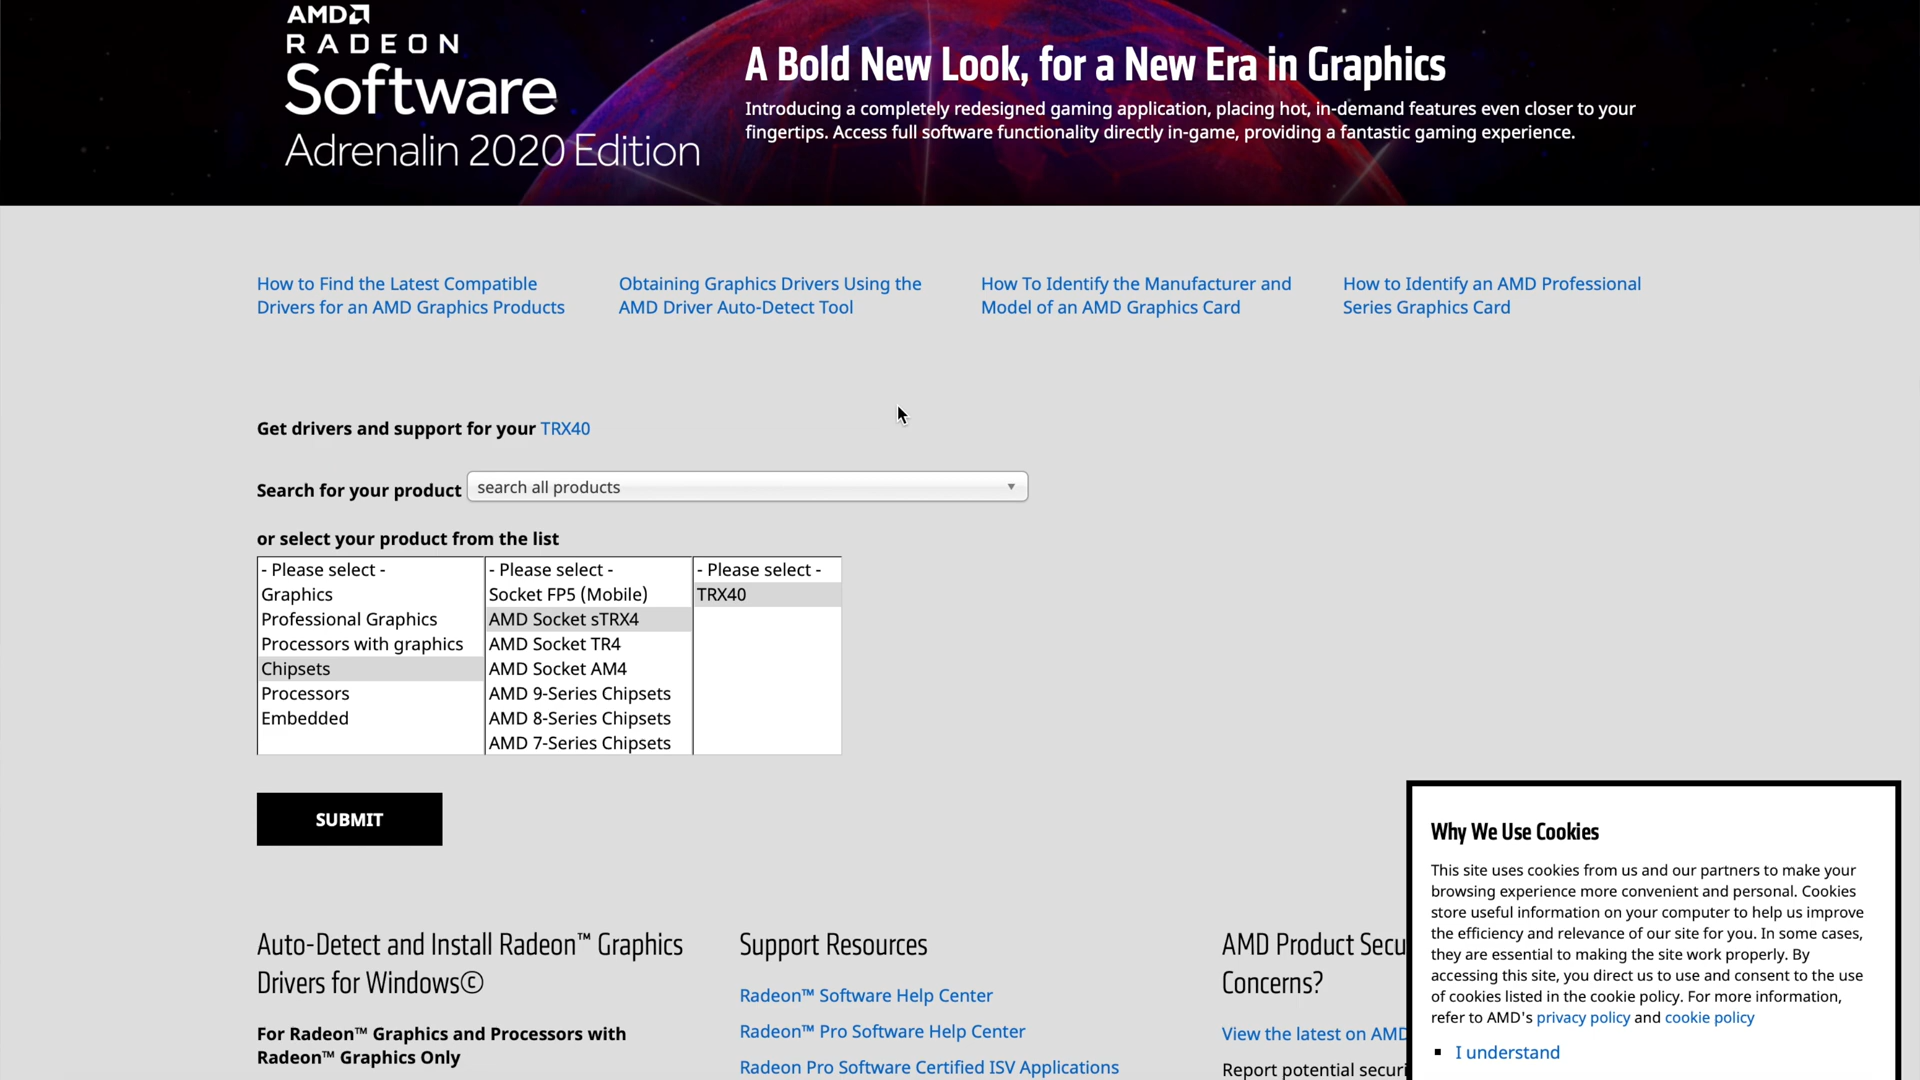 AMD
RADEON
Software
Adrenalin 2020 Edition
A Bold New Look, for a New Era in Graphics
Introducing a completely redesigned gaming application, placing hot, in-demand features even closer to your
fingertips. Access full software functionality directly in-game, providing a fantastic gaming experience.
How to Find the Latest Compatible
Drivers for an AMD Graphics Products
Obtaining Graphics Drivers Using the
AMD Driver Auto-Detect Tool
How To Identify the Manufacturer and
Model of an AMD Graphics Card
How to Identify an AMD Professional
Series Graphics Card
Get drivers and support for your TRX40
Search for your product search all products
or select your product from the list
- Please select -
Graphics
Professional Graphics
Processors with graphics
Chipsets
Processors
Embedded
- Please select -
Socket FP5 (Mobile)
AMD Socket sTRX4
AMD Socket TR4
AMD Socket AM4
AMD 9-Series Chipsets
AMD 8-Series Chipsets
AMD 7-Series Chipsets
- Please select -
TRX40
SUBMIT
Auto-Detect and Install Radeon™ Graphics
Drivers for Windows©
For Radeon™ Graphics and Processors with
Radeon™ Graphics Only
Support Resources
Radeon™ Software Help Center
Radeon™ Pro Software Help Center
Radeon Pro Software Certified ISV Applications
AMD Product Secu
Concerns?
View the latest on AMD
Report potential securi
Why We Use Cookies
This site uses cookies from us and our partners to make your
browsing experience more convenient and personal. Cookies
store useful information on your computer to help us improve
the efficiency and relevance of our site for you. In some cases,
they are essential to making the site work properly. By
accessing this site, you direct us to use and consent to the use
of cookies listed in the cookie policy. For more information,
refer to AMD's privacy policy and cookie policy
I understand